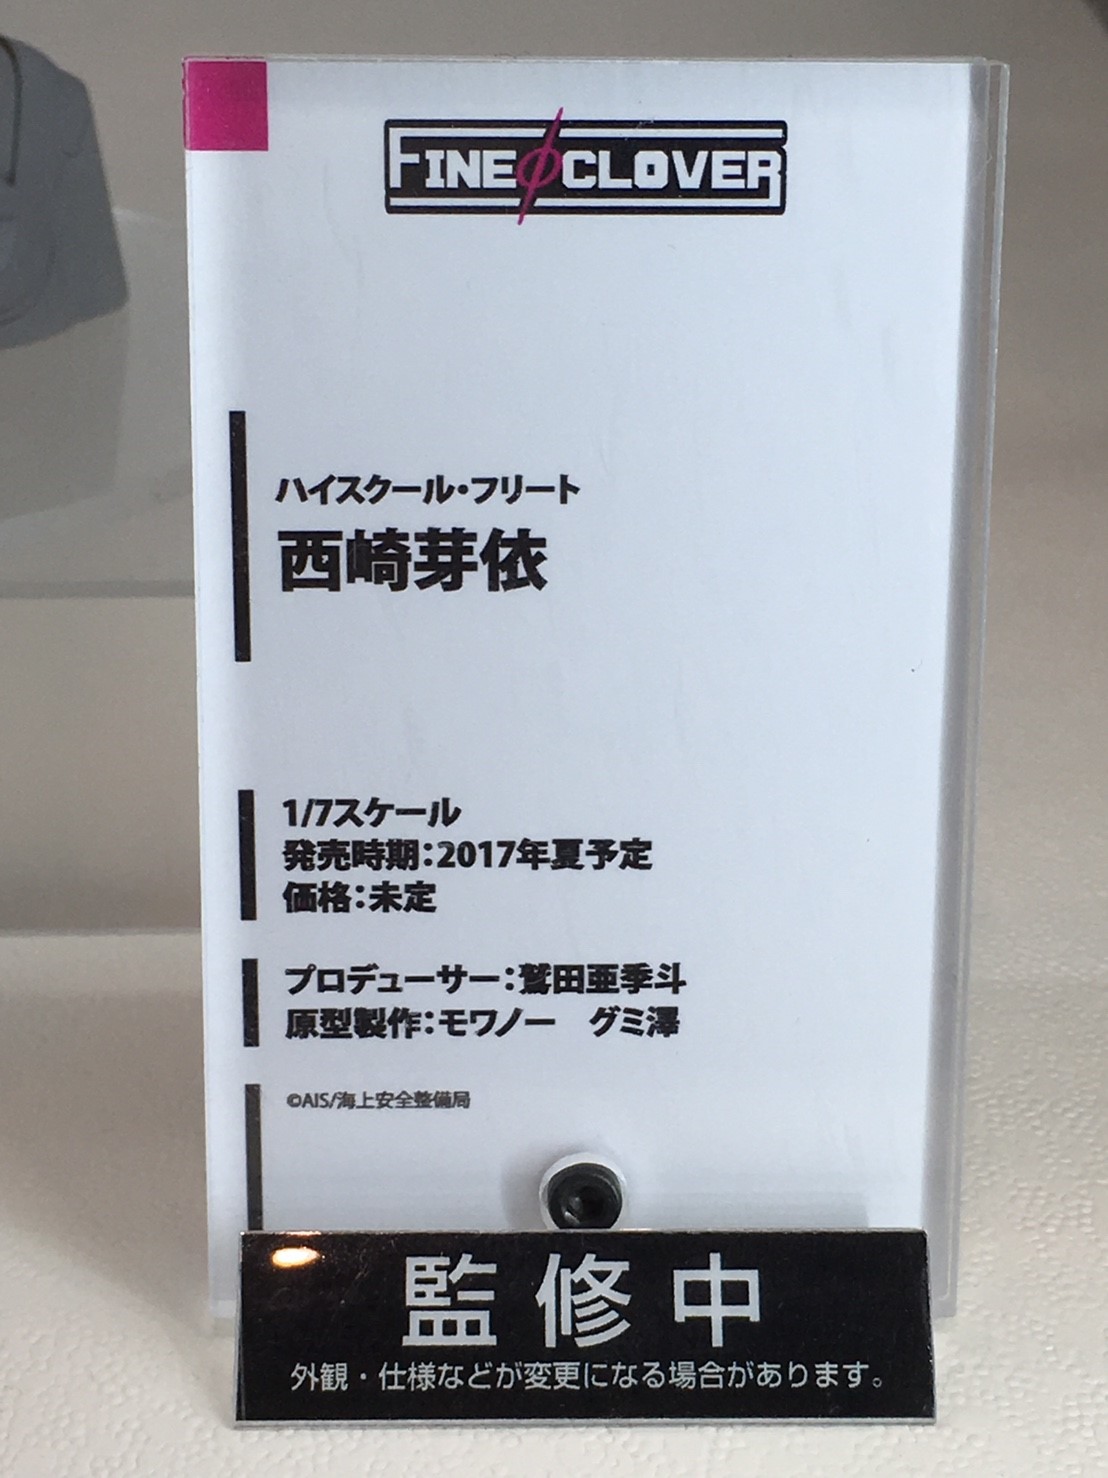 FINE CLOVER
ハイスクール・フリート
西崎芽依
1/7スケール
発売時期：2017年夏予定
価格：未定
プロデューサー：鷲田亜季斗
原型製作：モワノー　グミ澤
©AIS/海上安全整備局
監修中
外観・仕様などが変更になる場合があります。